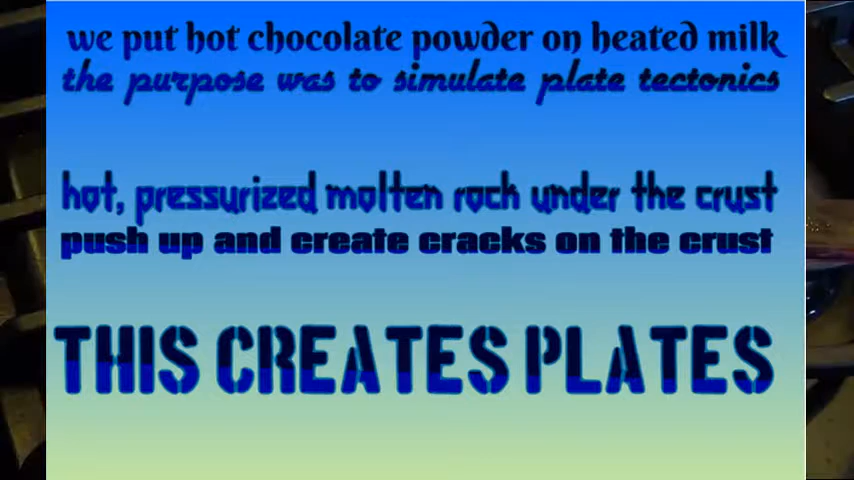 we put hot chocolate powder on heated milk
the purpose was to simulate plate tectonics
hot, pressurized molten rock under the crust
push up and create cracks on the crust
THIS CREATES PLATES